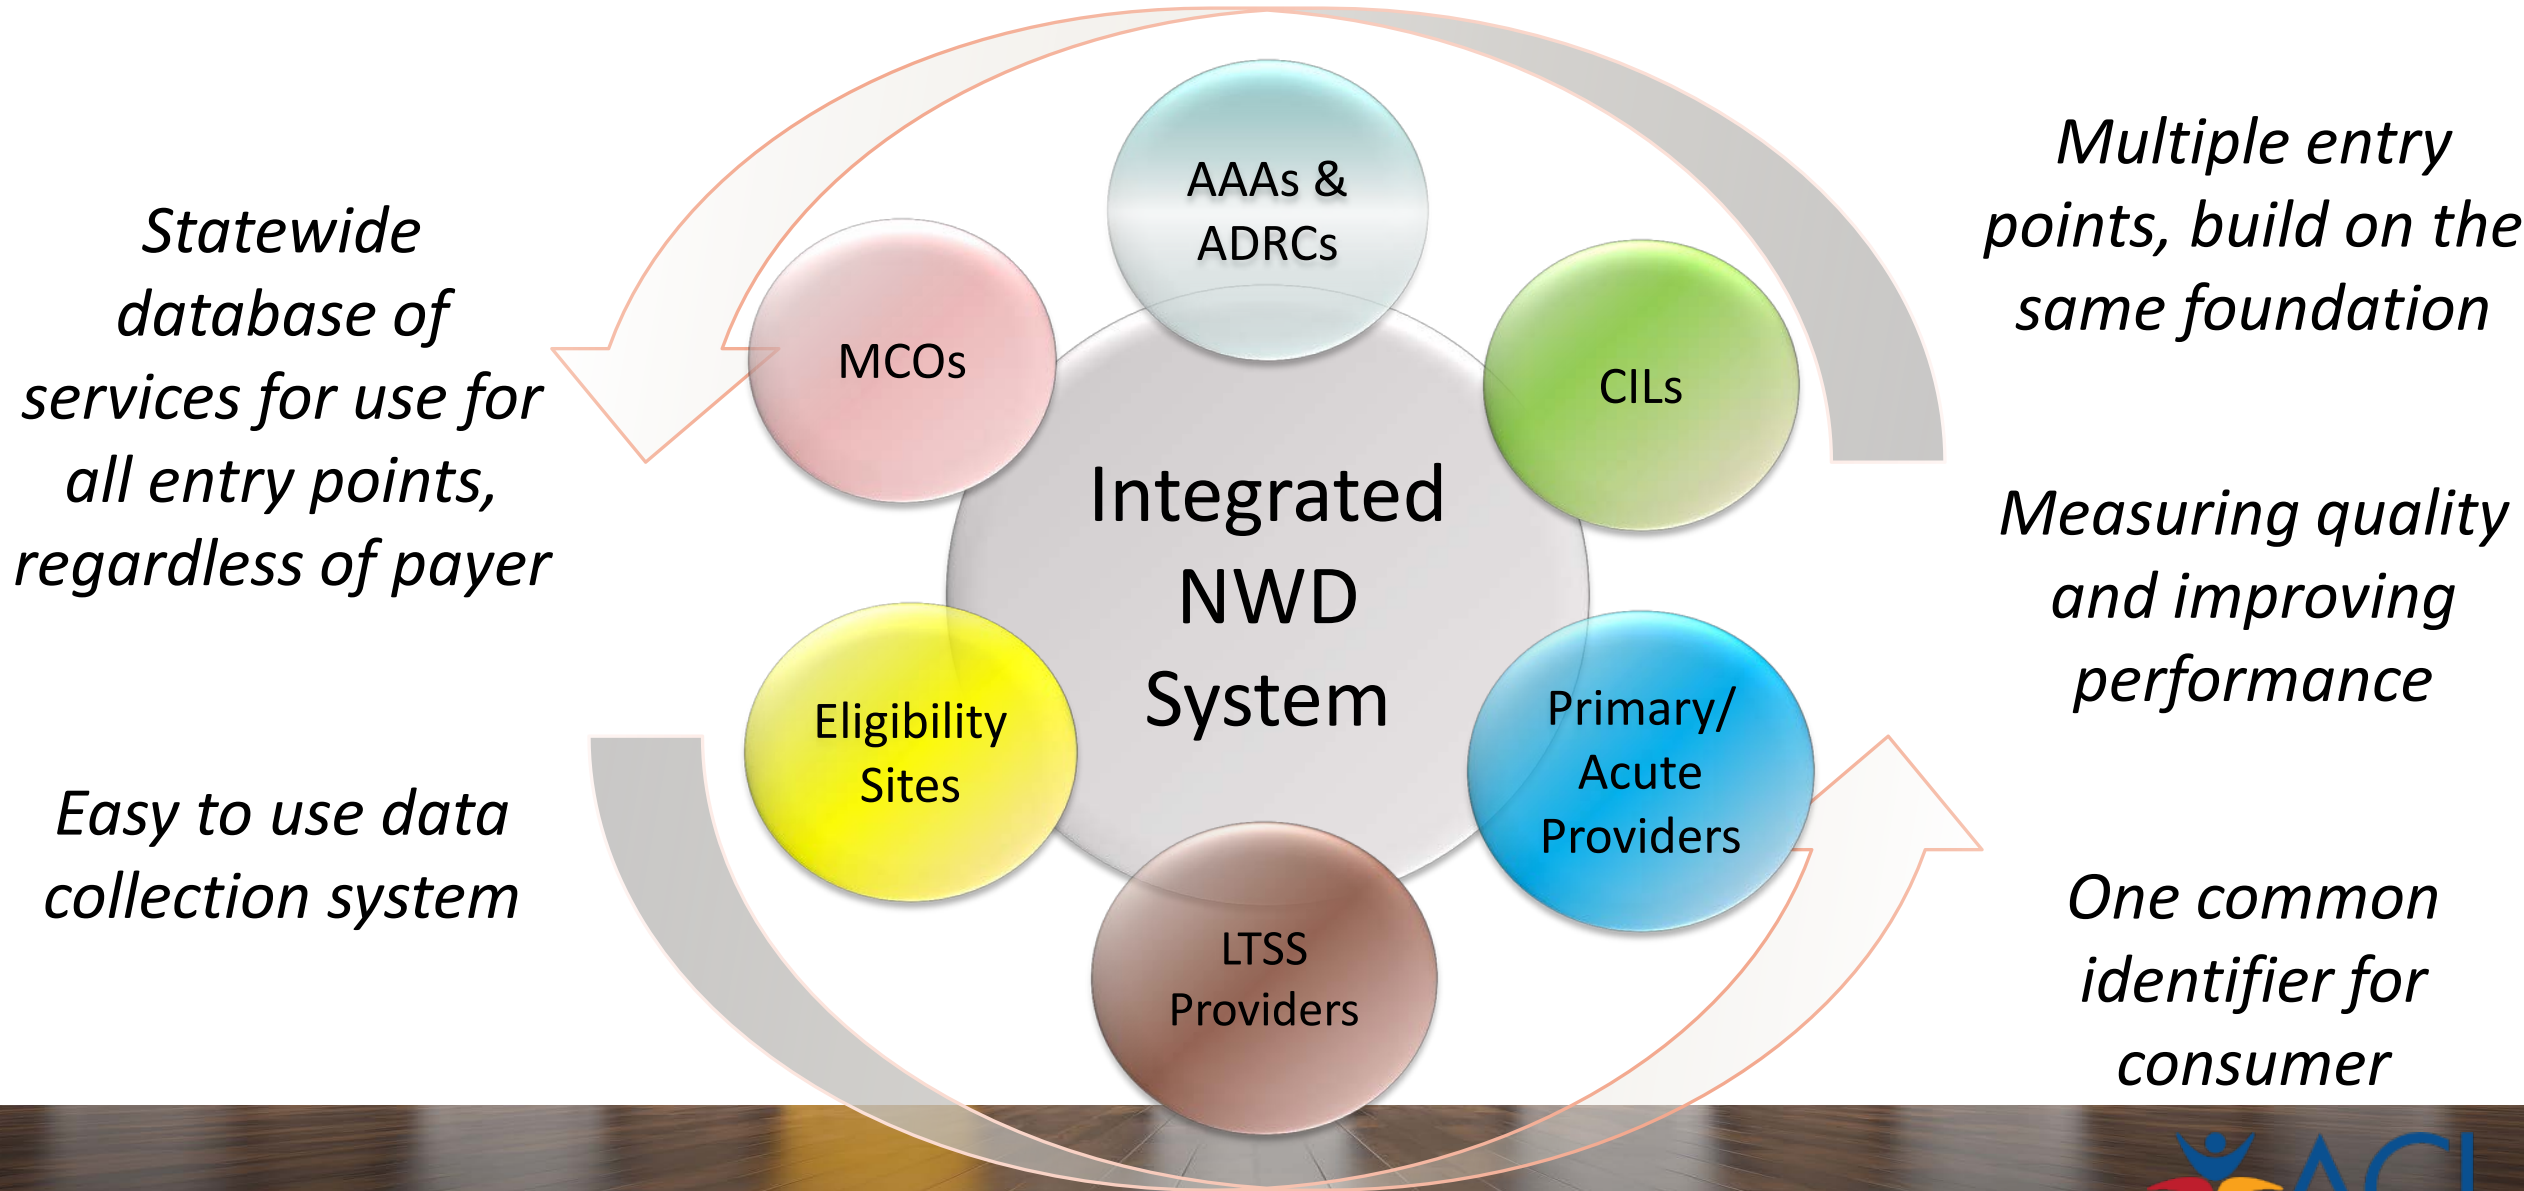 Statewide
database of
services for use for
all entry points,
regardless of payer
Easy to use data
collection system
AAAs &
ADRCs
MCOs
CILs
Integrated
NWD
System
Eligibility
Sites
Primary/
Acute
Providers
LTSS
Providers
Multiple entry
points, build on the
same foundation
Measuring quality
and improving
performance
One common
identifier for
consumer
ACL